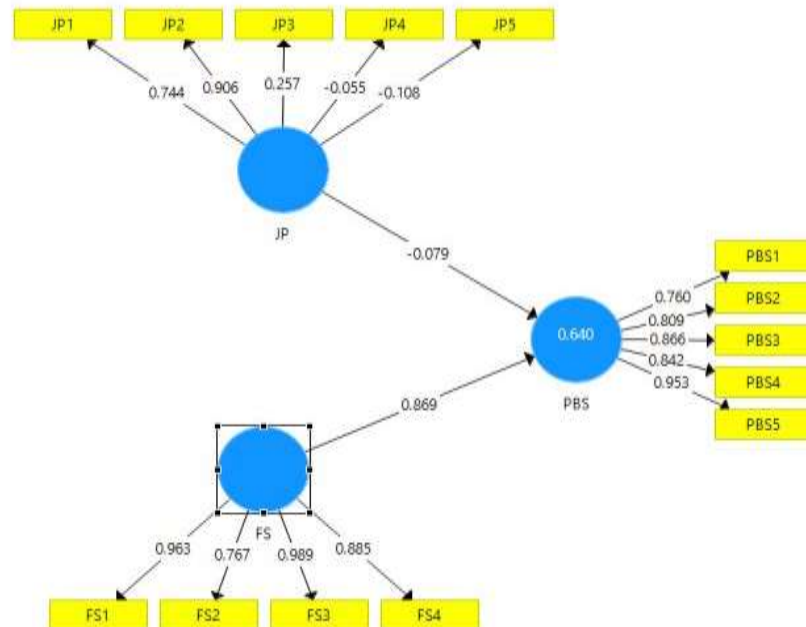 JP1 JP2 JP3 JP4 JP5
0.744 0.906 0.257 -0.055 -0.108
JP
-0.079
PBS1
0.760
PBS2
0.809
0.640
0.866
PBS3
0.842
PBS4
0.953
PBS5
PBS
0.869
FS
0.963 0.767 0.989 0.885
FS1 FS2 FS3 FS4